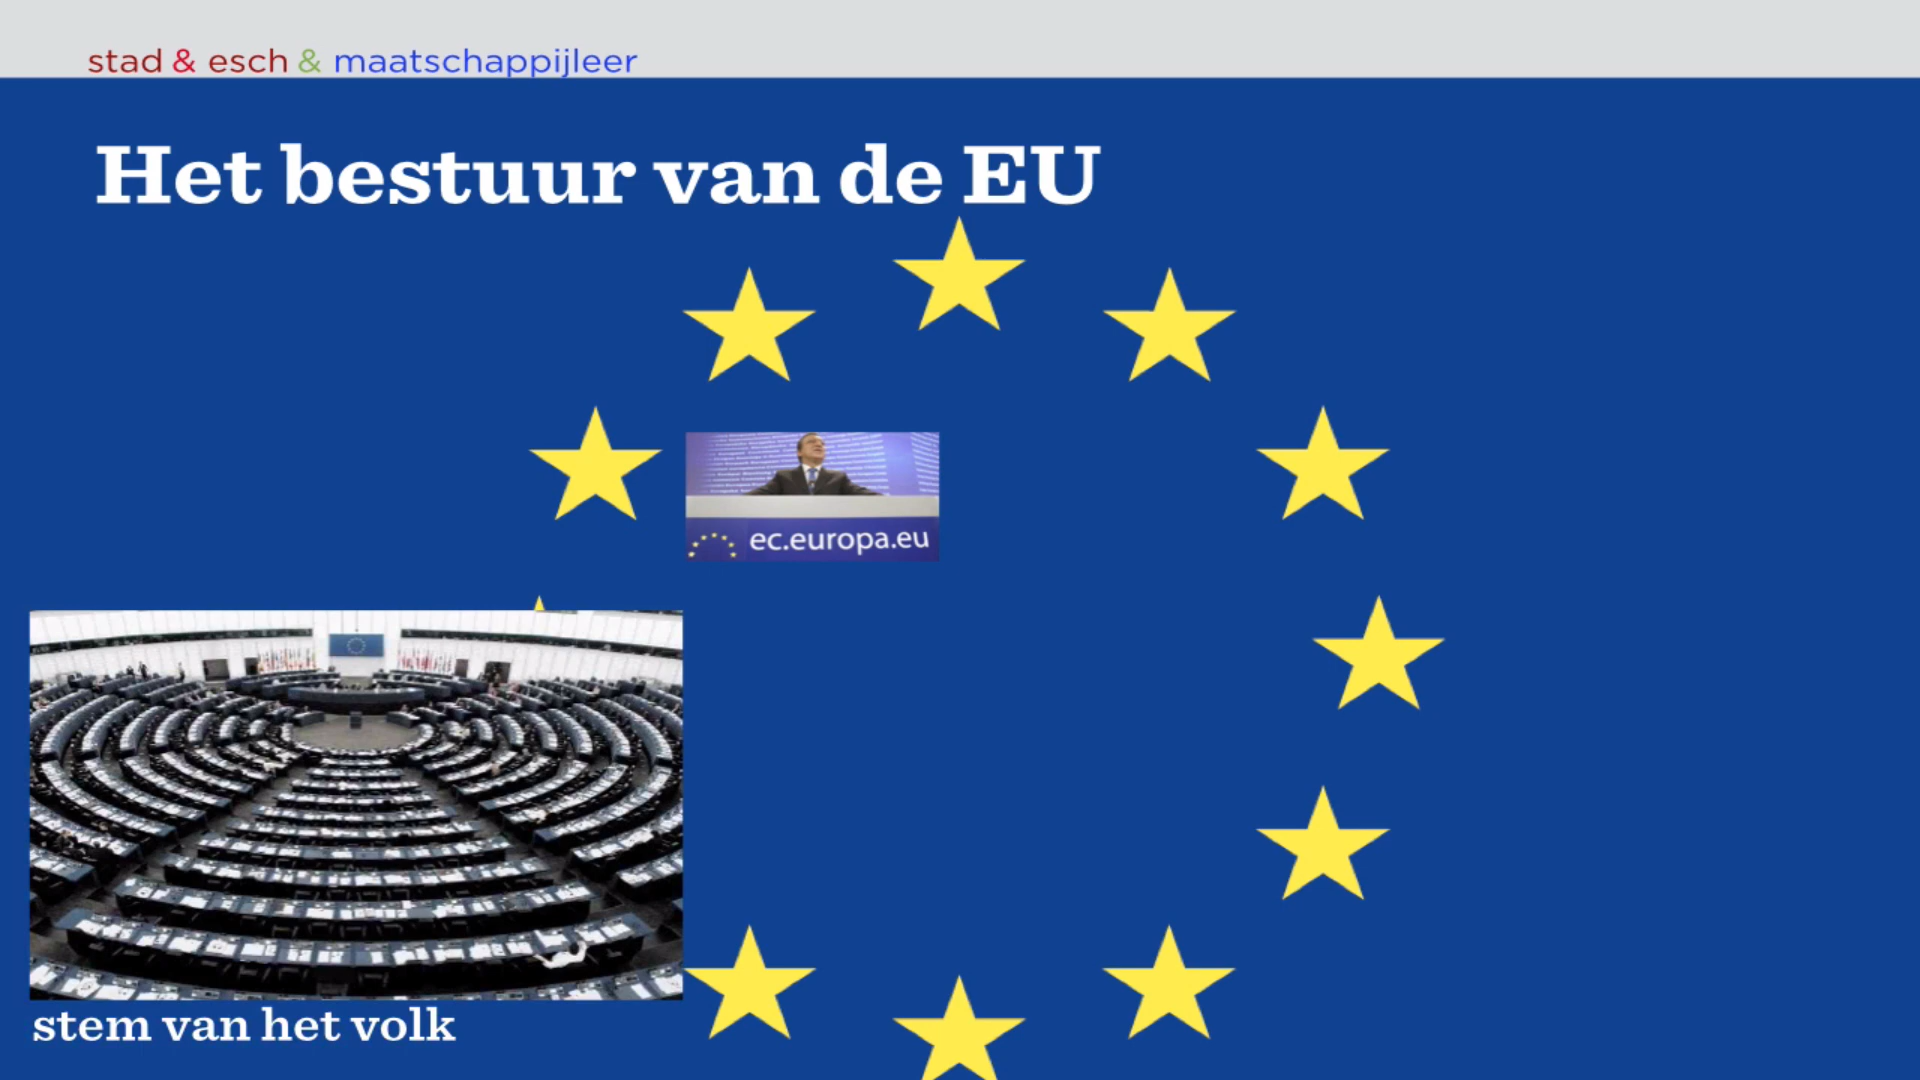 stad & esch & maatschappijleer
Het bestuur van de EU
ec.europa.eu
stem van het volk